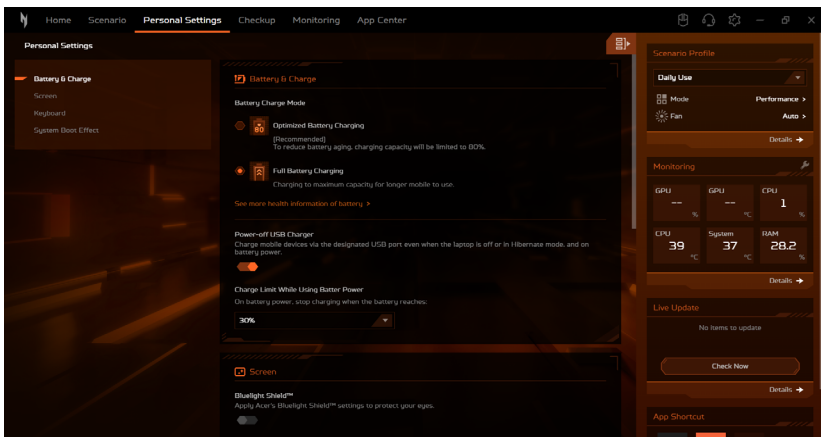 Home Scenario Personal Settings Checkup Monitoring App Center
Personal Settings
Battery & Charge
Screen
Keyboard
System Boot Effect
Battery & Charge
Battery Charge Mode
80
Optimized Battery Charging
[Recommended]
To reduce battery aging, charging capacity will be limited to 80%.
Full Battery Charging
Charging to maximum capacity for longer mobile to use.
See more health information of battery >
Power-off USB Charger
Charge mobile devices via the designated USB port even when the laptop is off or in Hibernate mode, and on
battery power.
Charge Limit While Using Batter Power
On battery power, stop charging when the battery reaches:
30%
Screen
Bluelight Shield™
Apply Acer's Bluelight Shield™ settings to protect your eyes.
Scenario Profile
Daily Use
Mode Performance >
Fan Auto >
Details →
Monitoring
GPU GPU CPU
-- -- 1
% °C %
CPU System RAM
39 37 28.2
°C °C %
Details →
Live Update
No items to update
Check Now
Details →
App Shortcut